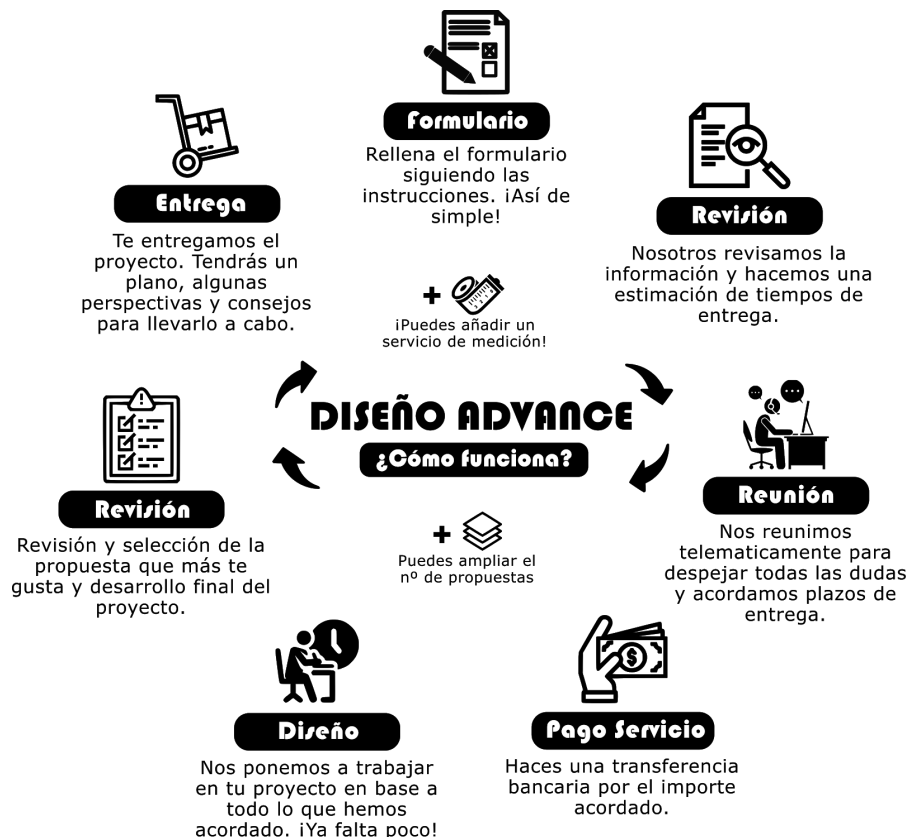 Formulario
Rellena el formulario
siguiendo las
instrucciones. ¡Así de
simple!
Revisión
Nosotros revisamos la
información y hacemos una
estimación de tiempos de
entrega.
Reunión
Nos reunimos
telematicamente para
despejar todas las dudas
y acordamos plazos de
entrega.
Pago Servicio
Haces una transferencia
bancaria por el importe
acordado.
Diseño
Nos ponemos a trabajar
en tu proyecto en base a
todo lo que hemos
acordado. ¡Ya falta poco!
Revisión
Revisión y selección de la
propuesta que más te
gusta y desarrollo final del
proyecto.
Entrega
Te entregamos el
proyecto. Tendrás un
plano, algunas
perspectivas y consejos
para llevarlo a cabo.
+
¡Puedes añadir un
servicio de medición!
DISEÑO ADVANCE
¿Cómo funciona?
+
Puedes ampliar el
nº de propuestas